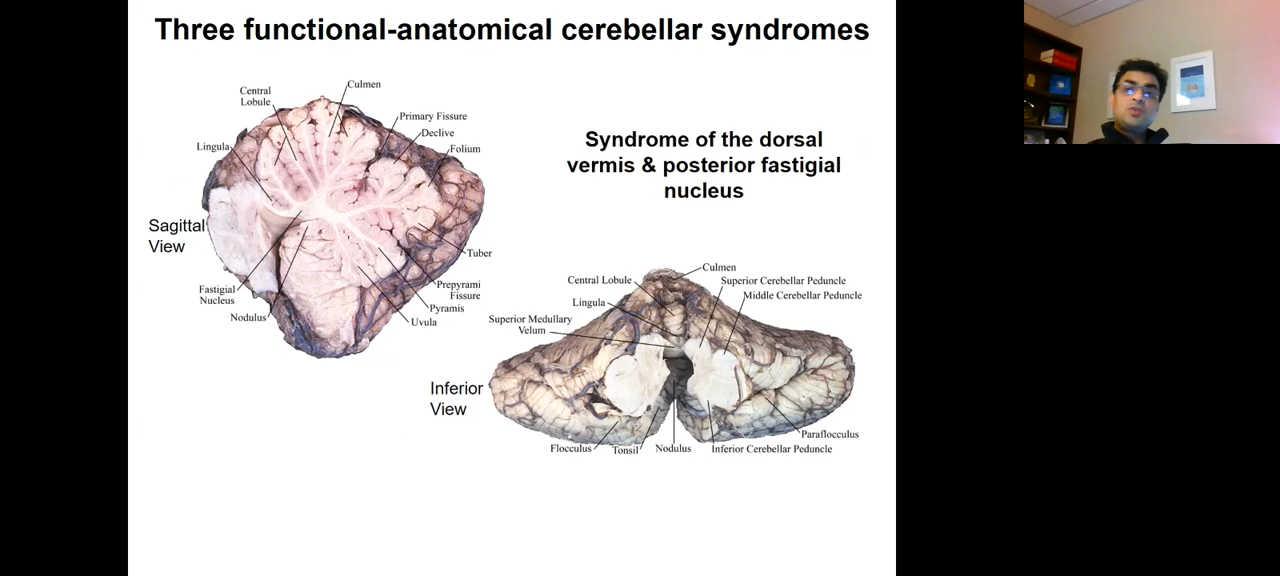 Three functional-anatomical cerebellar syndromes
Central
Lobule
Culmen
Primary Fissure
Declive
Folium
Lingula
Sagittal
View
Fastigial
Nucleus
Nodulus
Tuber
Prepyrami
Fissure
Pyramis
Uvula
Syndrome of the dorsal
vermis & posterior fastigial
nucleus
Culmen
Central Lobule
Superior Cerebellar Peduncle
Middle Cerebellar Peduncle
Lingula
Superior Medullary
Velum
Inferior
View
Paraflocculus
Flocculus
Tonsil
Nodulus
Inferior Cerebellar Peduncle